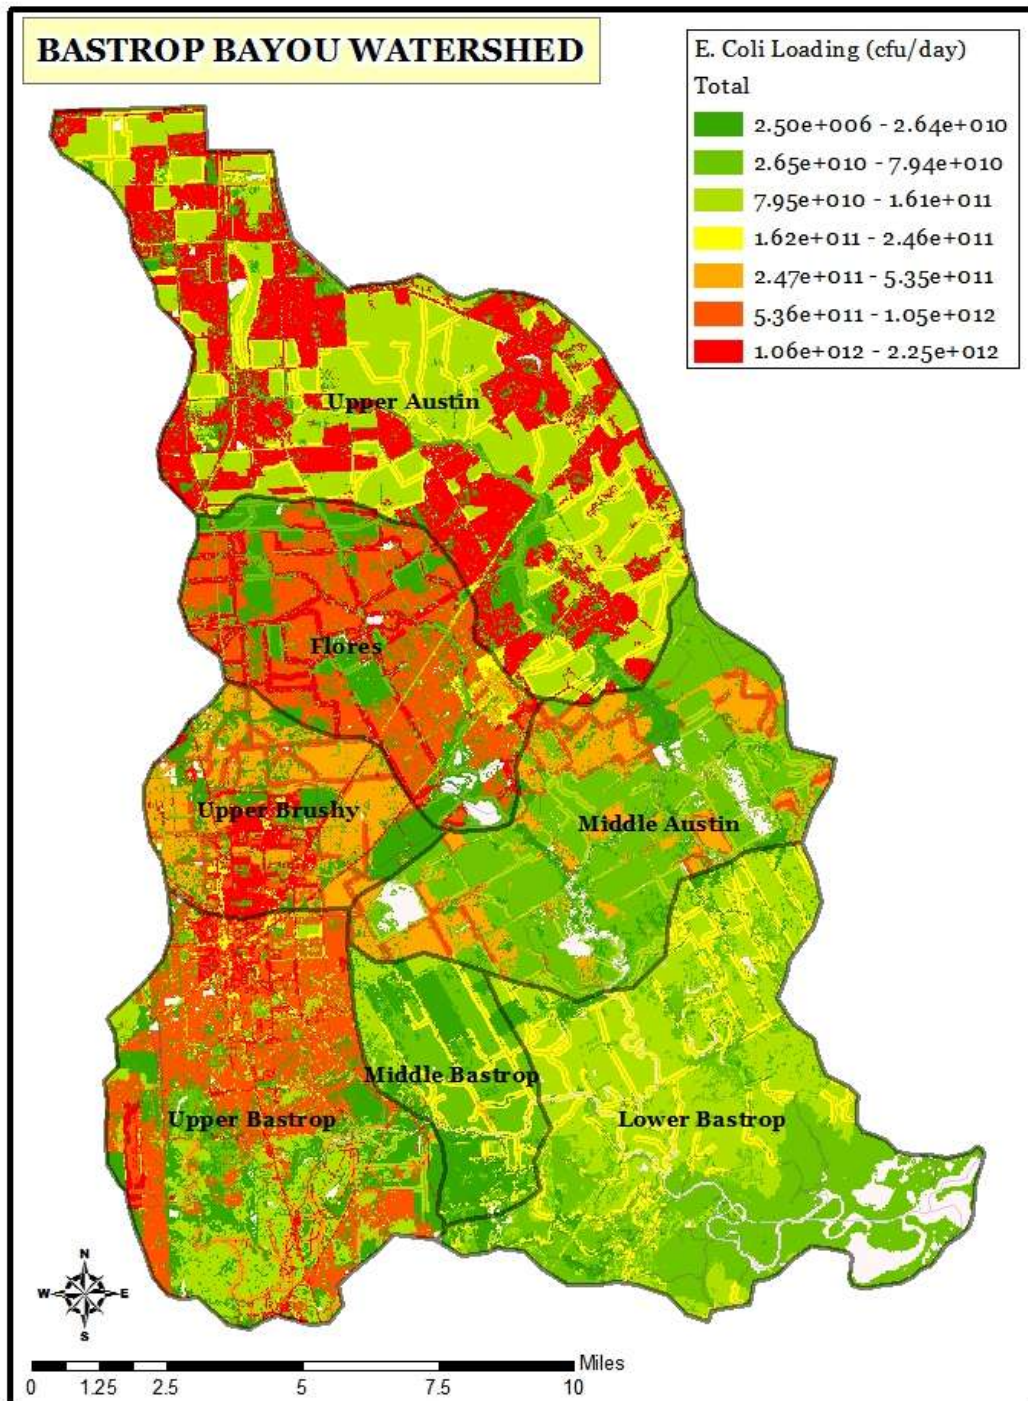 BASTROP BAYOU WATERSHED
E. Coli Loading (cfu/day)
Total
2.50e+006 - 2.64e+010
2.65e+010 - 7.94e+010
7.95e+010 - 1.61e+011
1.62e+011 - 2.46e+011
2.47e+011 - 5.35e+011
5.36e+011 - 1.05e+012
1.06e+012 - 2.25e+012
Upper Austin
Flores
Upper Brushy
Middle Austin
Middle Bastrop
Upper Bastrop
Lower Bastrop
N
W E
S
Miles
0 1.25 2.5 5 7.5 10